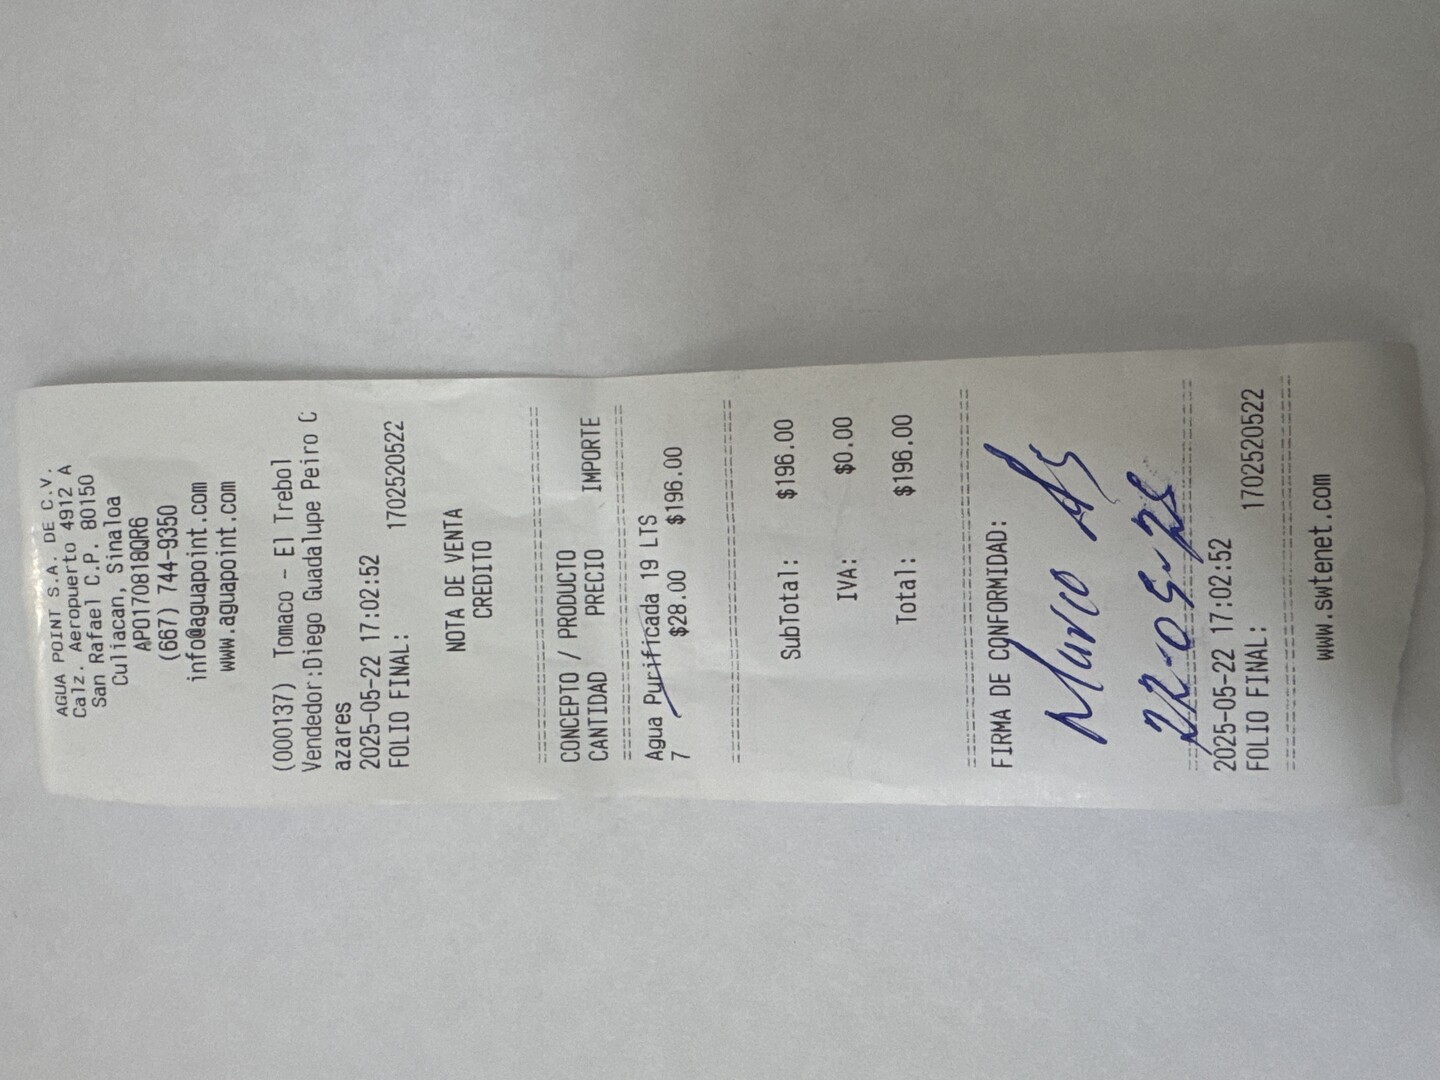 AGUA POINT S.A. DE C.V.
Calz. Aeropuerto 4912 A
San Rafael C.P. 80150
Culiacan, Sinaloa
APO170818QR6
(667) 744-9350
info@aguapoint.com
www.aguapoint.com
(000137) Tomaco - El Trebol
Vendedor:Diego Guadalupe Peiro C
azares
2025-05-22 17:02:52
FOLIO FINAL: 1702520522
NOTA DE VENTA
CREDITO
CONCEPTO / PRODUCTO
CANTIDAD PRECIO IMPORTE
Agua Purificada 19 LTS
7 $28.00 $196.00
SubTotal: $196.00
IVA: $0.00
Total: $196.00
FIRMA DE CONFORMIDAD:
Marco
22-05-25
2025-05-22 17:02:52
FOLIO FINAL: 1702520522
www.swtenet.com